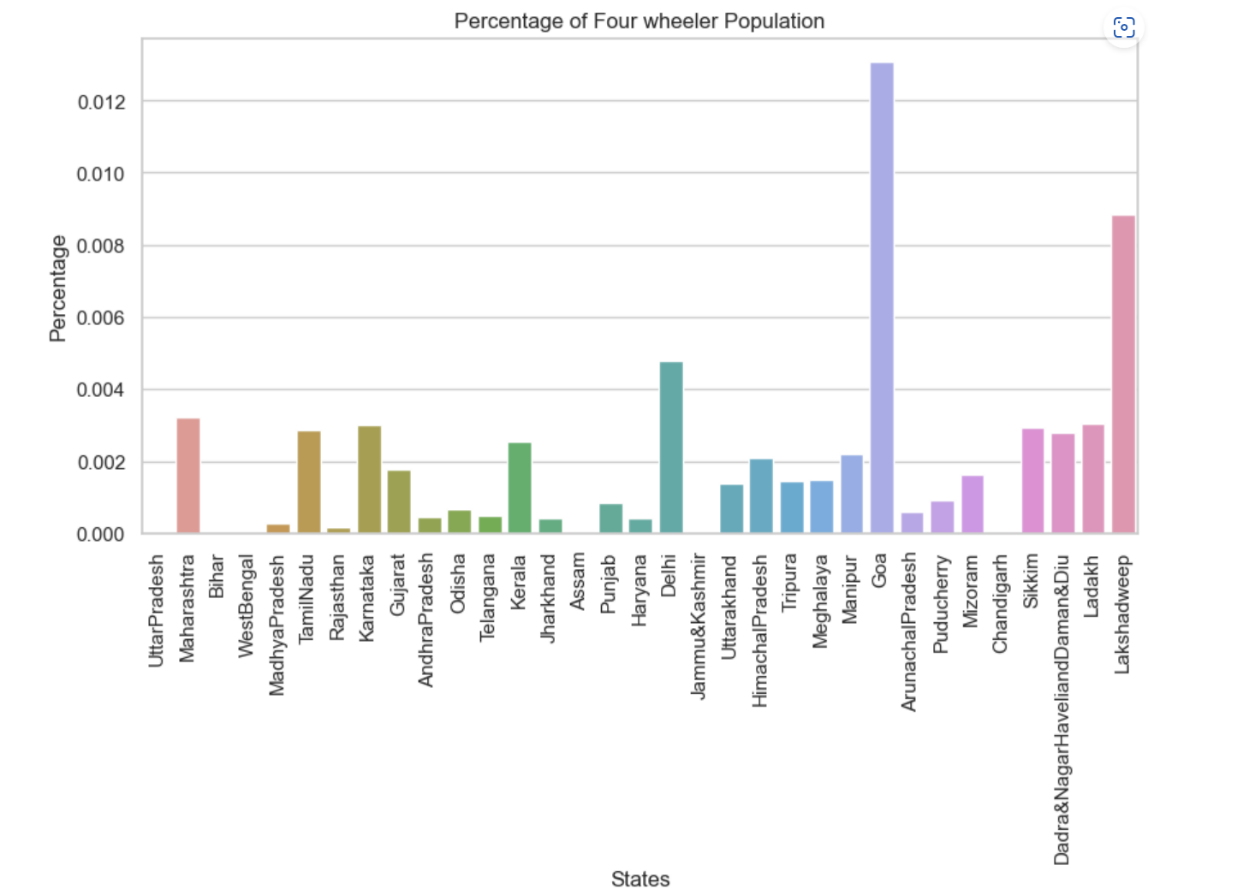 Percentage of Four wheeler Population
Percentage
0.012
0.010
0.008
0.006
0.004
0.002
0.000
UttarPradesh
Maharashtra
Bihar
WestBengal
MadhyaPradesh
TamilNadu
Rajasthan
Karnataka
Gujarat
AndhraPradesh
Odisha
Telangana
Kerala
Jharkhand
Assam
Punjab
Haryana
Delhi
Jammu&Kashmir
Uttarakhand
HimachalPradesh
Tripura
Meghalaya
Manipur
Goa
ArunachalPradesh
Puducherry
Mizoram
Chandigarh
Sikkim
Dadra&NagarHaveliandDaman&Diu
Ladakh
Lakshadweep
States